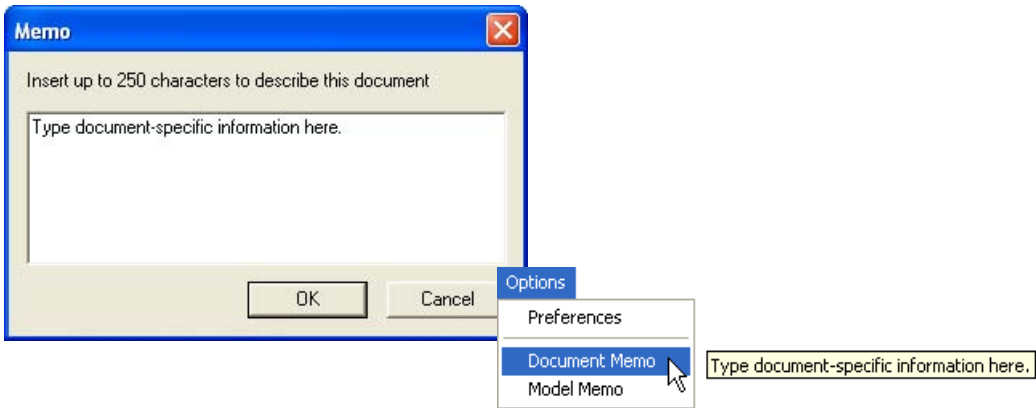 Memo
Insert up to 250 characters to describe this document
Type document-specific information here.
OK Cancel
Options
Preferences
Document Memo
Type document-specific information here.
Model Memo